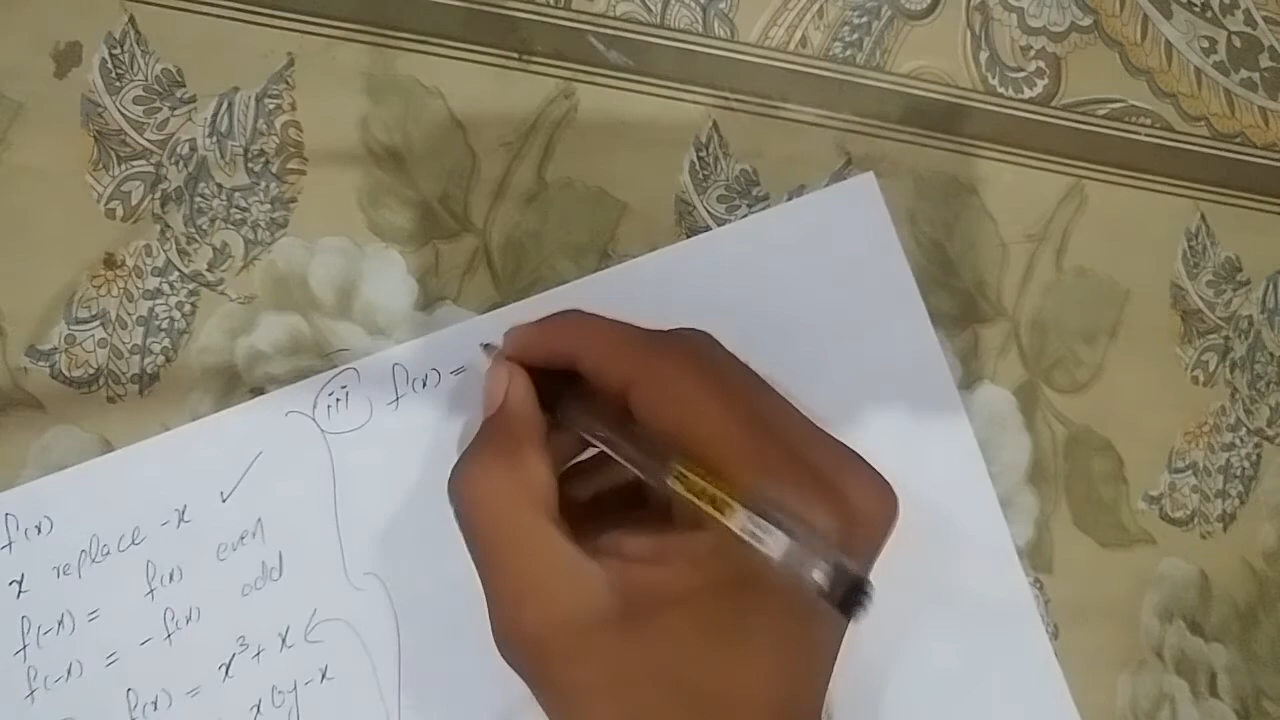 f(x)
x replace -x ✓
f(-x) = f(x) even
f(-x) = -f(x) odd
f(x) = x³ + x
x by -x
(iii) f(x) =